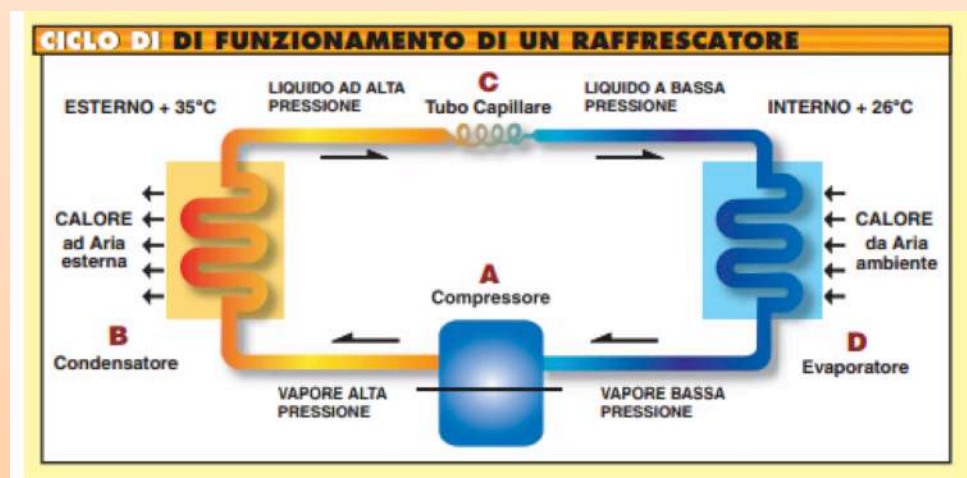 CICLO DI DI FUNZIONAMENTO DI UN RAFFRESCATORE
ESTERNO + 35°C
LIQUIDO AD ALTA
PRESSIONE
C
Tubo Capillare
LIQUIDO A BASSA
PRESSIONE
INTERNO + 26°C
CALORE
ad Aria
esterna
CALORE
da Aria
ambiente
A
Compressore
B
Condensatore
D
Evaporatore
VAPORE ALTA
PRESSIONE
VAPORE BASSA
PRESSIONE